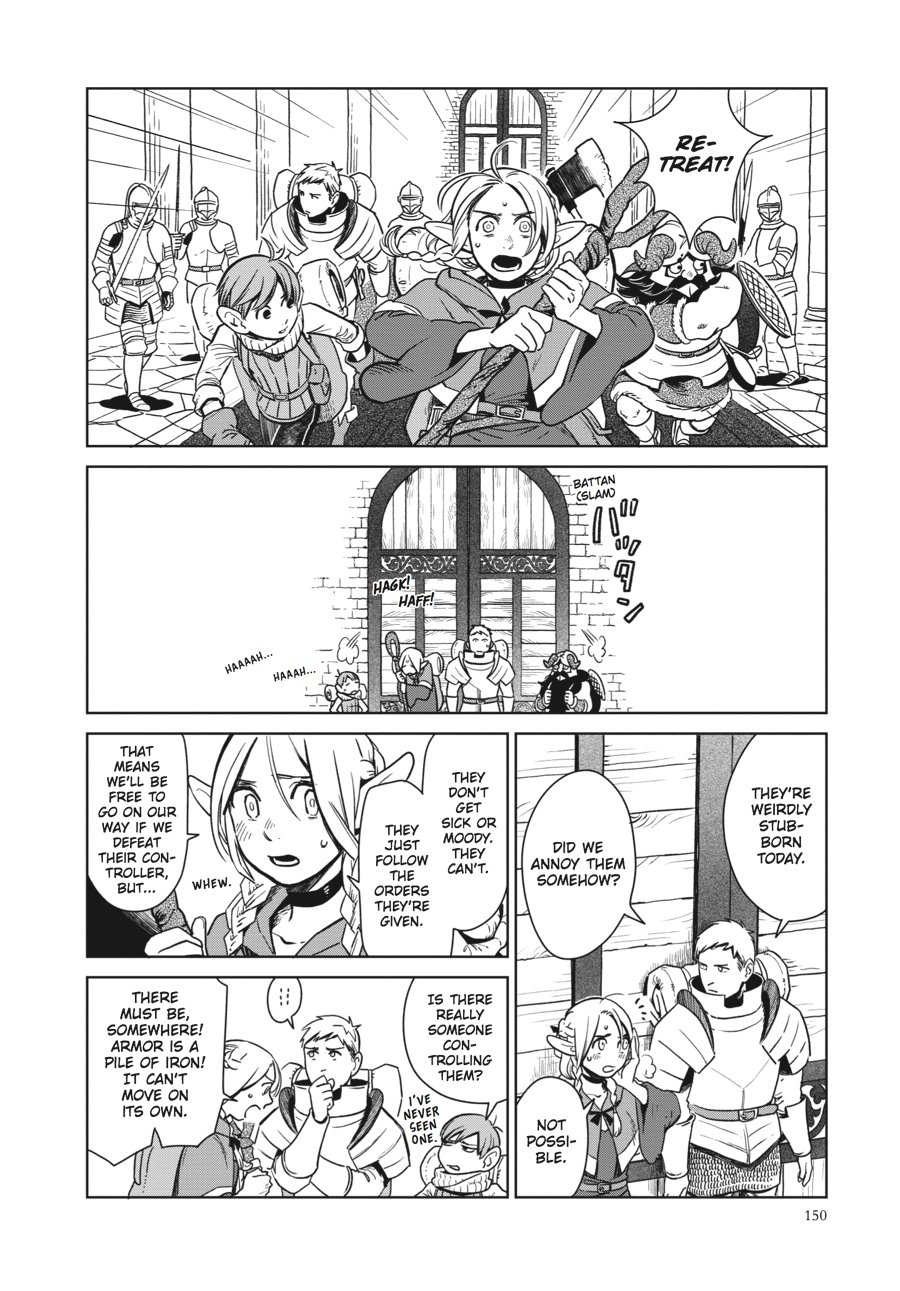 RE-
TREAT!
BATTAN
(SLAM)
バッタン
HAGK!
HAFF!
HAAAAH...
HAAAH...
THEY'RE
WEIRDLY
STUB-
BORN
TODAY.
DID WE
ANNOY THEM
SOMEHOW?
NOT
POSSI-
BLE.
THEY
DON'T
GET
SICK OR
MOODY.
THEY
CAN'T.
THEY
JUST
FOLLOW
THE
ORDERS
THEY'RE
GIVEN.
WHEW.
THAT
MEANS
WE'LL BE
FREE TO
GO ON OUR
WAY IF WE
DEFEAT
THEIR CON-
TROLLER,
BUT...
IS THERE
REALLY
SOMEONE
CON-
TROLLING
THEM?
I'VE
NEVER
SEEN
ONE.
THERE
MUST BE,
SOMEWHERE!
ARMOR IS A
PILE OF IRON!
IT CAN'T
MOVE ON
ITS OWN.
150